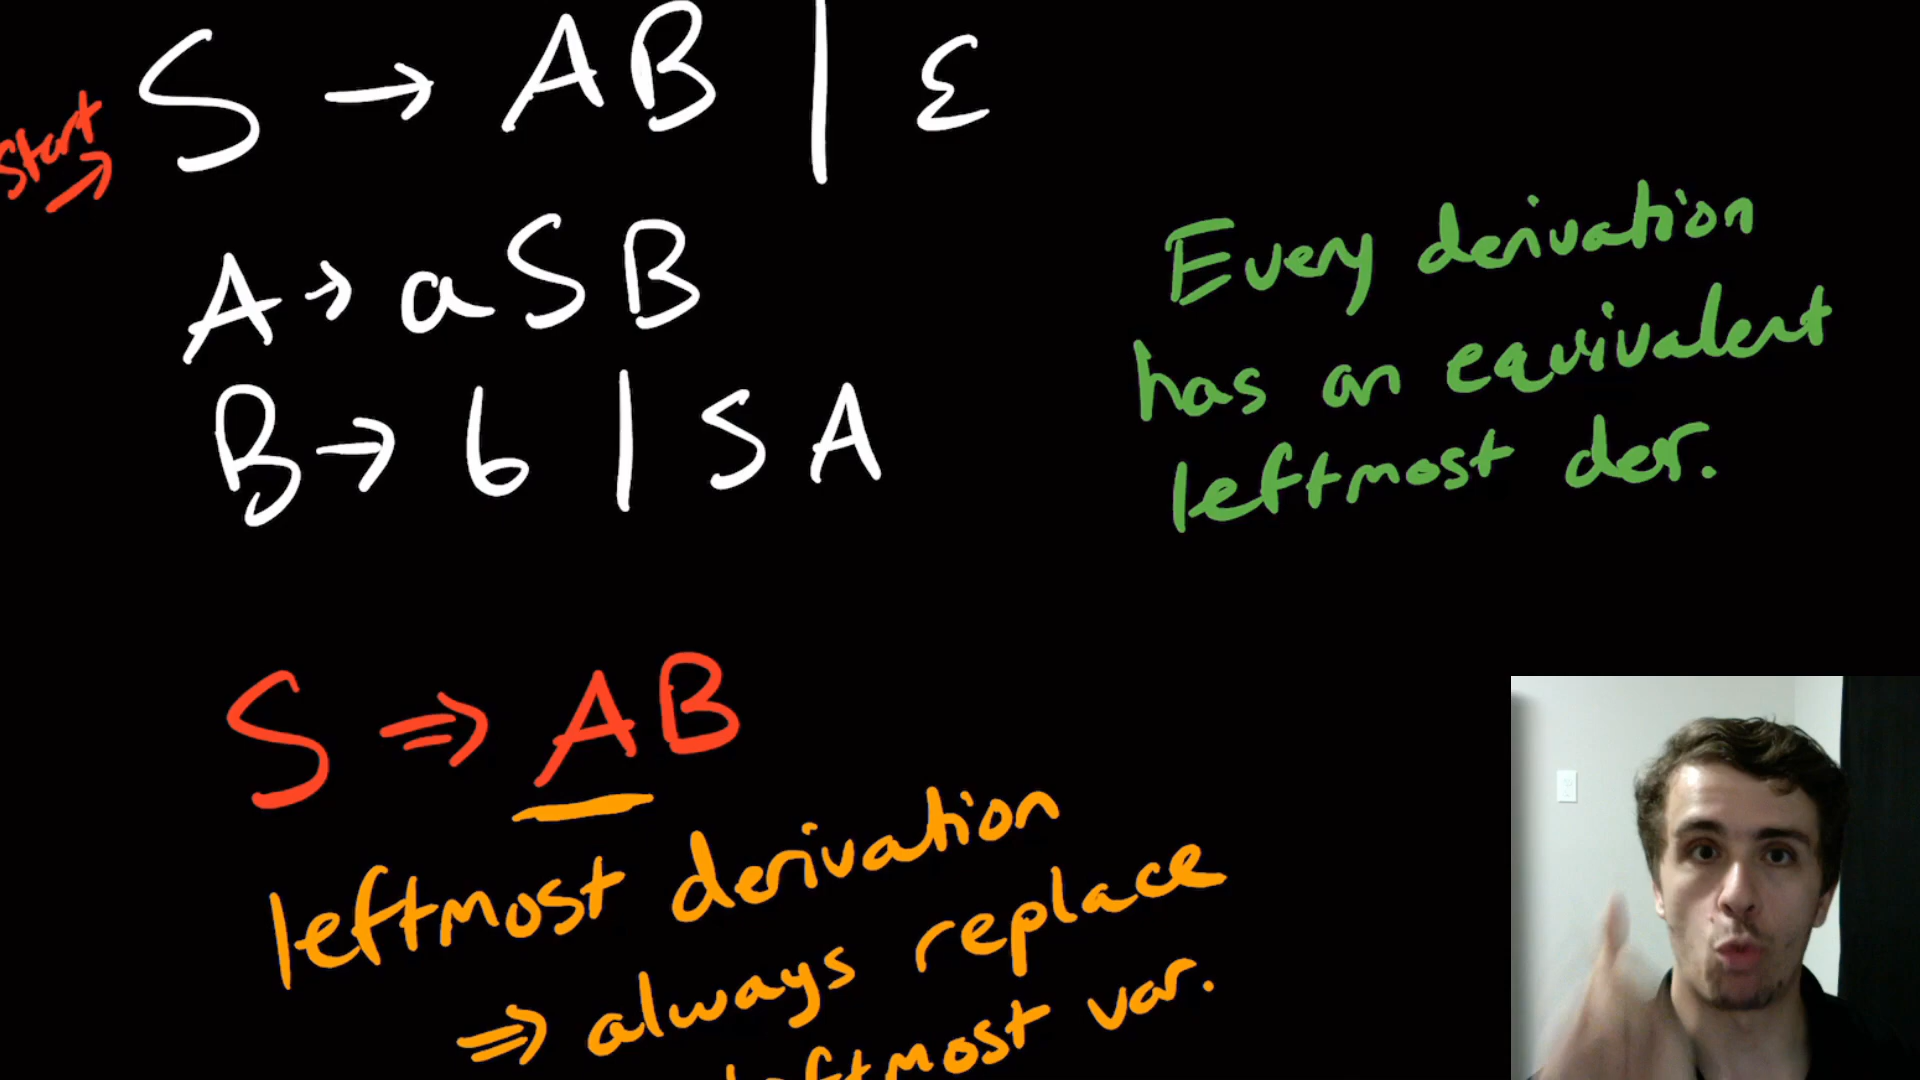 Start →
S → AB | ε
A → aSB
B → b | SA
Every derivation
has an equivalent
leftmost der.
S ⇒ AB
leftmost derivation
⇒ always replace
leftmost var.